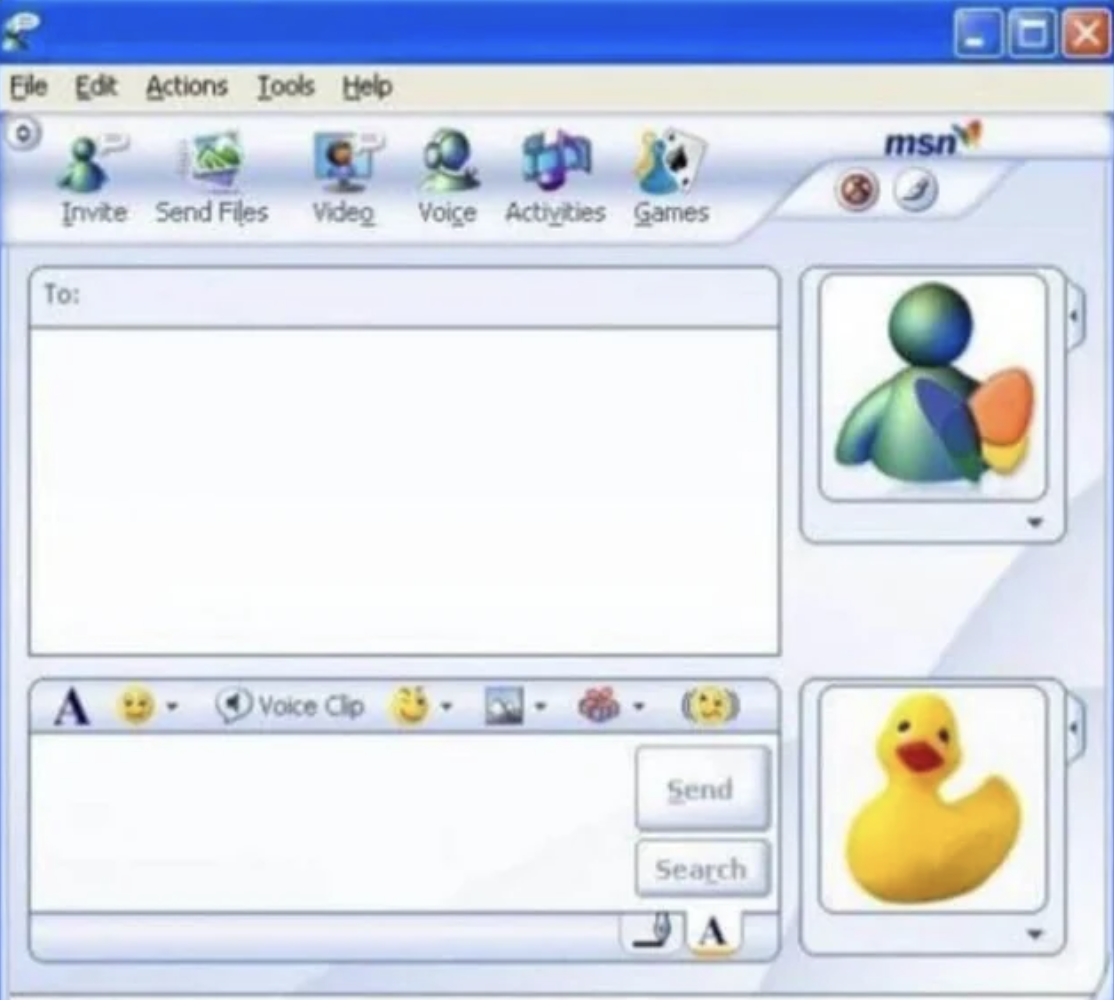 File Edit Actions Tools Help
msn
Invite Send Files Video Voice Activities Games
To:
A Voice Clip
Send
Search
A